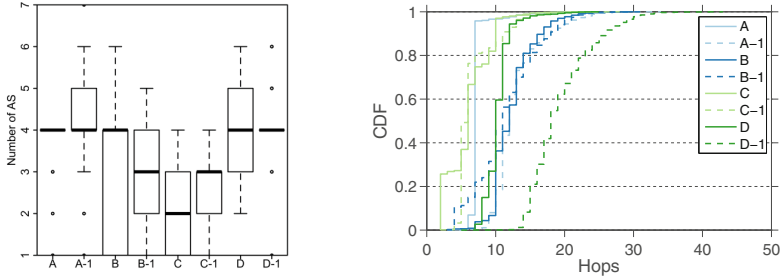 Number of AS
7
6
5
4
3
2
1
A A-1 B B-1 C C-1 D D-1
CDF
1
0.8
0.6
0.4
0.2
0
0 10 20 30 40 50
Hops
A
A−1
B
B−1
C
C−1
D
D−1